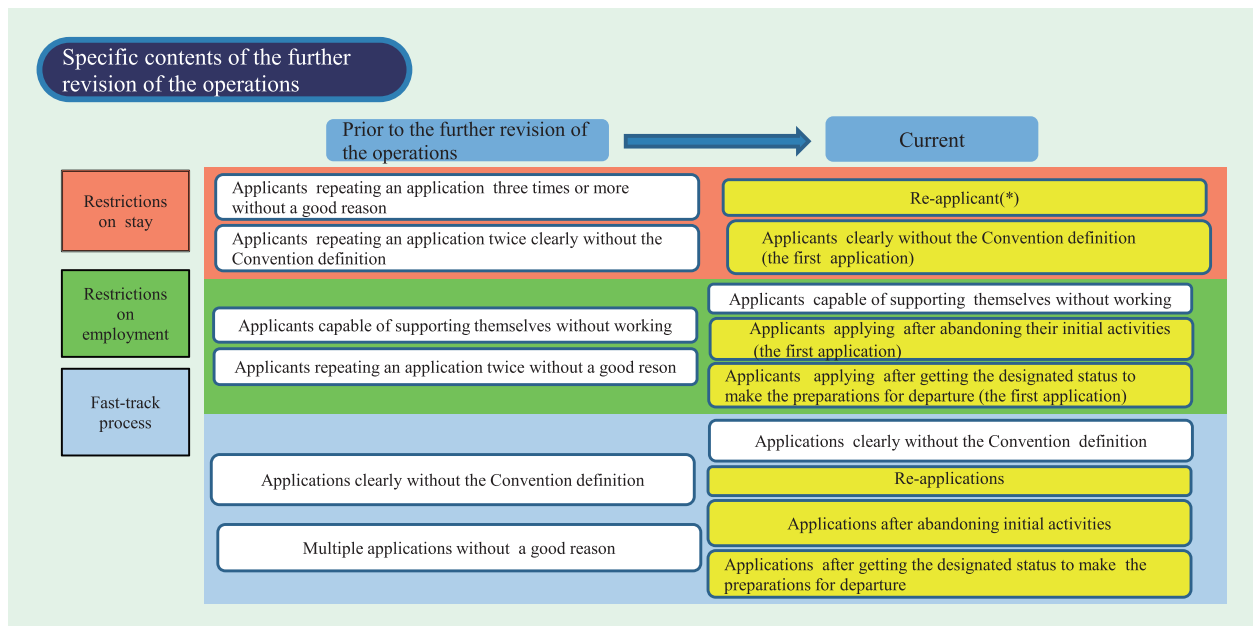 Specific contents of the further
revision of the operations
Prior to the further revision of
the operations
Current
Restrictions
on stay
Applicants repeating an application three times or more
without a good reason
Applicants repeating an application twice clearly without the
Convention definition
Re-applicant(*)
Applicants clearly without the Convention definition
(the first application)
Restrictions
on
employment
Applicants capable of supporting themselves without working
Applicants repeating an application twice without a good reson
Applicants capable of supporting themselves without working
Applicants applying after abandoning their initial activities
(the first application)
Applicants applying after getting the designated status to
make the preparations for departure (the first application)
Fast-track
process
Applications clearly without the Convention definition
Multiple applications without a good reason
Applications clearly without the Convention definition
Re-applications
Applications after abandoning initial activities
Applications after getting the designated status to make the
preparations for departure